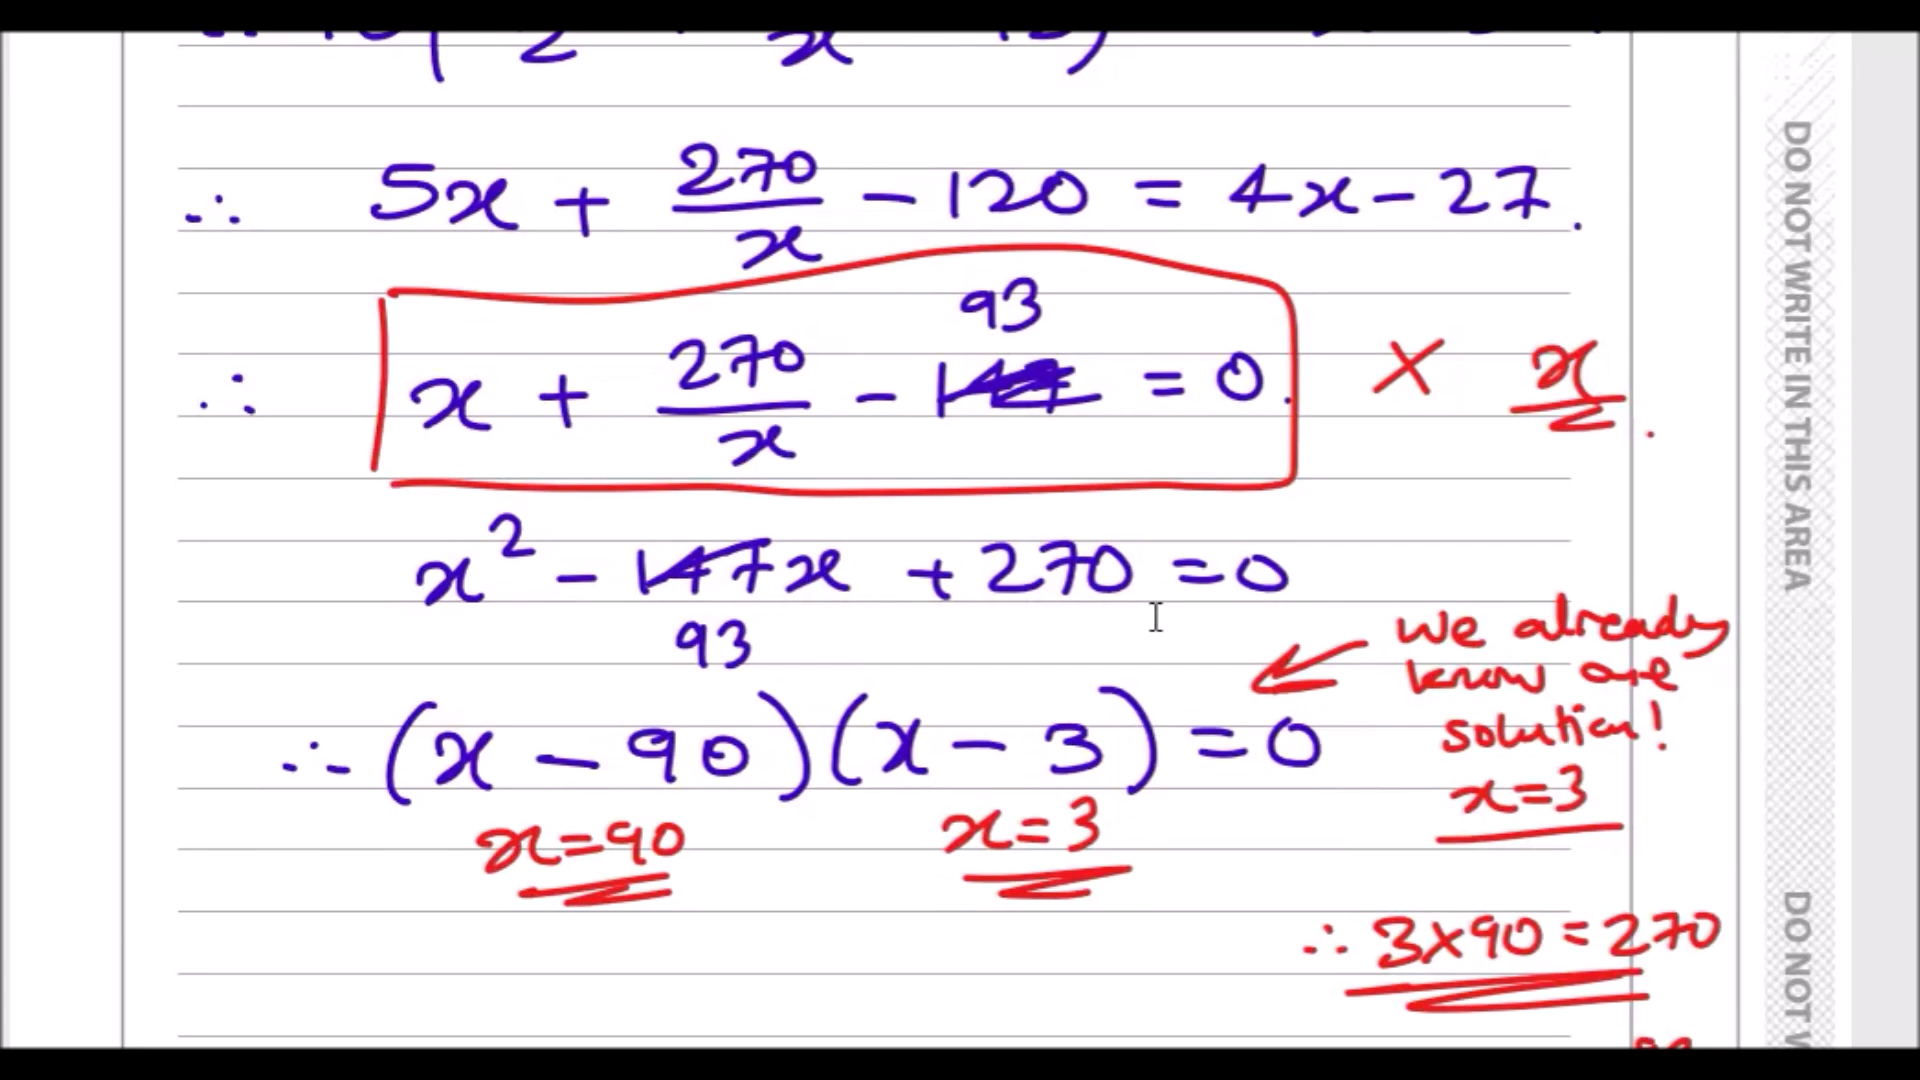 ∴ 5x + 270/x - 120 = 4x - 27.
93
∴ x + 270/x - 147 = 0. × x.
x² - 147x + 270 = 0
93
we already
know one
solution!
x=3
∴ (x - 90)(x - 3) = 0
x=90 x=3
∴ 3×90=270
DO NOT WRITE IN THIS AREA
DO NOT W